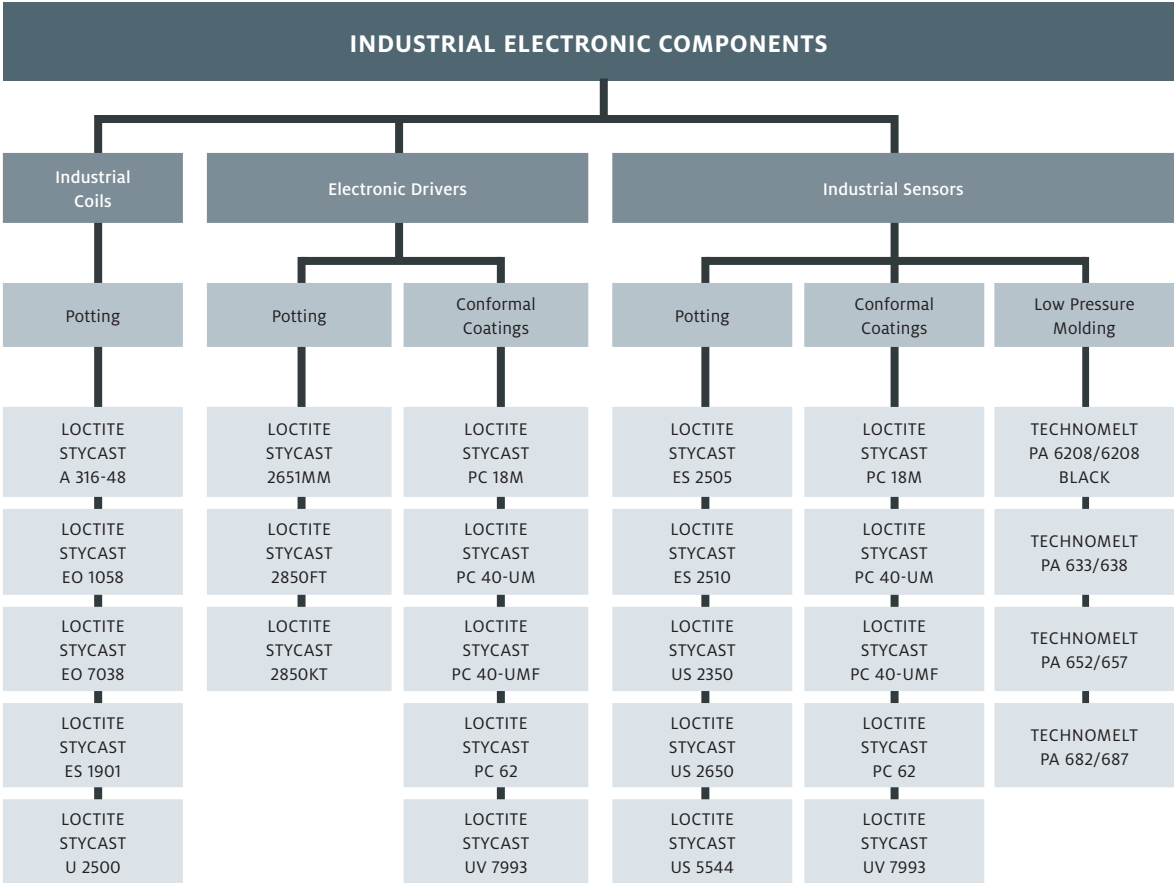 INDUSTRIAL ELECTRONIC COMPONENTS
Industrial
Coils
Electronic Drivers
Industrial Sensors
Potting
Potting
Conformal
Coatings
Potting
Conformal
Coatings
Low Pressure
Molding
LOCTITE
STYCAST
A 316-48
LOCTITE
STYCAST
EO 1058
LOCTITE
STYCAST
EO 7038
LOCTITE
STYCAST
ES 1901
LOCTITE
STYCAST
U 2500
LOCTITE
STYCAST
2651MM
LOCTITE
STYCAST
2850FT
LOCTITE
STYCAST
2850KT
LOCTITE
STYCAST
PC 18M
LOCTITE
STYCAST
PC 40-UM
LOCTITE
STYCAST
PC 40-UMF
LOCTITE
STYCAST
PC 62
LOCTITE
STYCAST
UV 7993
LOCTITE
STYCAST
ES 2505
LOCTITE
STYCAST
ES 2510
LOCTITE
STYCAST
US 2350
LOCTITE
STYCAST
US 2650
LOCTITE
STYCAST
US 5544
LOCTITE
STYCAST
PC 18M
LOCTITE
STYCAST
PC 40-UM
LOCTITE
STYCAST
PC 40-UMF
LOCTITE
STYCAST
PC 62
LOCTITE
STYCAST
UV 7993
TECHNOMELT
PA 6208/6208
BLACK
TECHNOMELT
PA 633/638
TECHNOMELT
PA 652/657
TECHNOMELT
PA 682/687